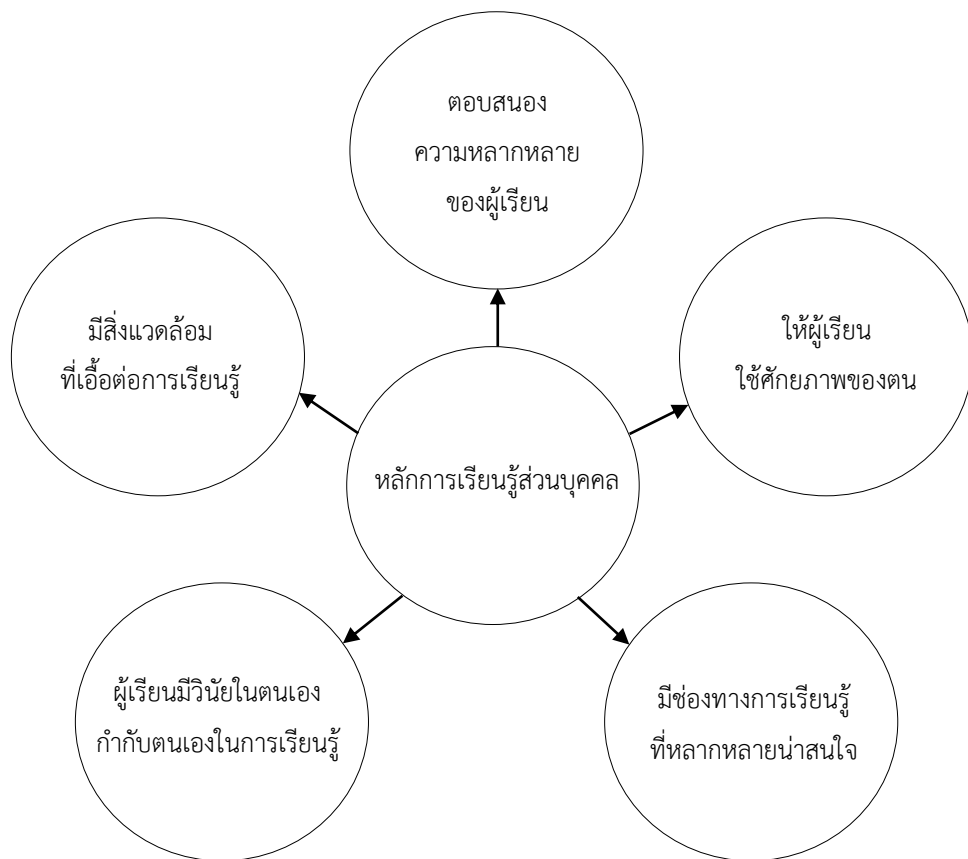 ตอบสนอง
ความหลากหลาย
ของผู้เรียน
มีสิ่งแวดล้อม
ที่เอื้อต่อการเรียนรู้
ให้ผู้เรียน
ใช้ศักยภาพของตน
หลักการเรียนรู้ส่วนบุคคล
ผู้เรียนมีวินัยในตนเอง
กำกับตนเองในการเรียนรู้
มีช่องทางการเรียนรู้
ที่หลากหลายน่าสนใจ